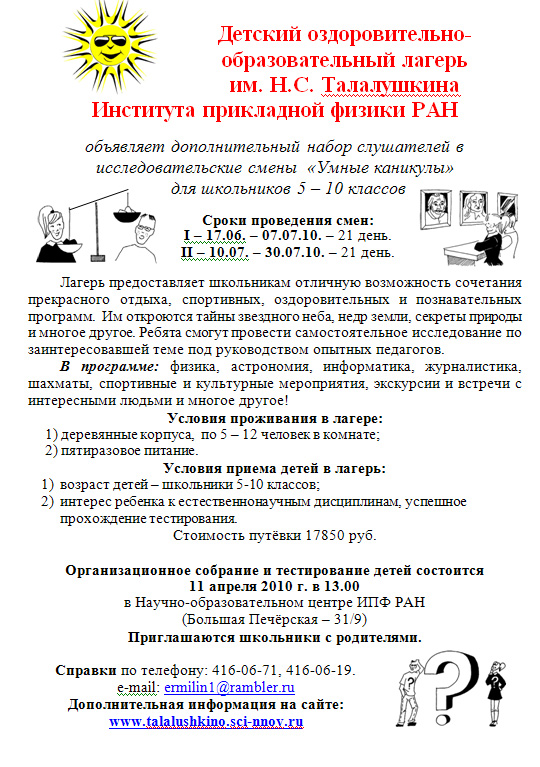 Детский оздоровительно-
образовательный лагерь
им. Н.С. Талалушкина
Института прикладной физики РАН
объявляет дополнительный набор слушателей в
исследовательские смены «Умные каникулы»
для школьников 5 – 10 классов
Сроки проведения смен:
I – 17.06. – 07.07.10. – 21 день.
II – 10.07. – 30.07.10. – 21 день.
Лагерь предоставляет школьникам отличную возможность сочетания
прекрасного отдыха, спортивных, оздоровительных и познавательных
программ. Им откроются тайны звездного неба, недр земли, секреты природы
и многое другое. Ребята смогут провести самостоятельное исследование по
заинтересовавшей теме под руководством опытных педагогов.
В программе: физика, астрономия, информатика, журналистика,
шахматы, спортивные и культурные мероприятия, экскурсии и встречи с
интересными людьми и многое другое!
Условия проживания в лагере:
1) деревянные корпуса, по 5 – 12 человек в комнате;
2) пятиразовое питание.
Условия приема детей в лагерь:
1) возраст детей – школьники 5-10 классов;
2) интерес ребенка к естественнонаучным дисциплинам, успешное
прохождение тестирования.
Стоимость путёвки 17850 руб.
Организационное собрание и тестирование детей состоится
11 апреля 2010 г. в 13.00
в Научно-образовательном центре ИПФ РАН
(Большая Печёрская – 31/9)
Приглашаются школьники с родителями.
Справки по телефону: 416-06-71, 416-06-19.
e-mail: ermilin1@rambler.ru
Дополнительная информация на сайте:
www.talalushkino.sci-nnov.ru
?